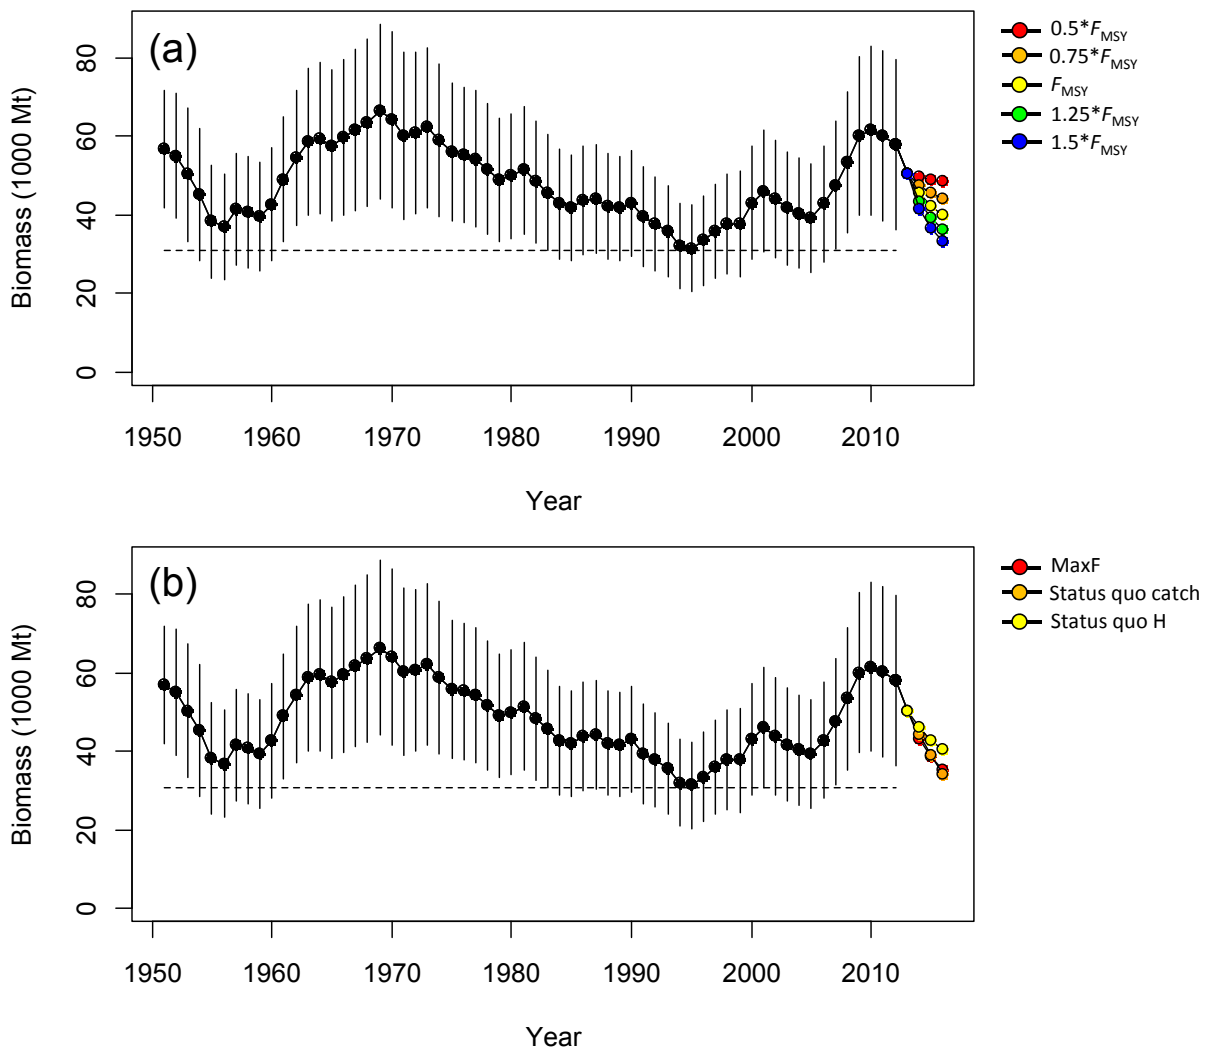 (a)
Biomass (1000 Mt)
80
60
40
20
0
1950 1960 1970 1980 1990 2000 2010
Year
0.5*FMSY
0.75*FMSY
FMSY
1.25*FMSY
1.5*FMSY
(b)
Biomass (1000 Mt)
80
60
40
20
0
1950 1960 1970 1980 1990 2000 2010
Year
MaxF
Status quo catch
Status quo H